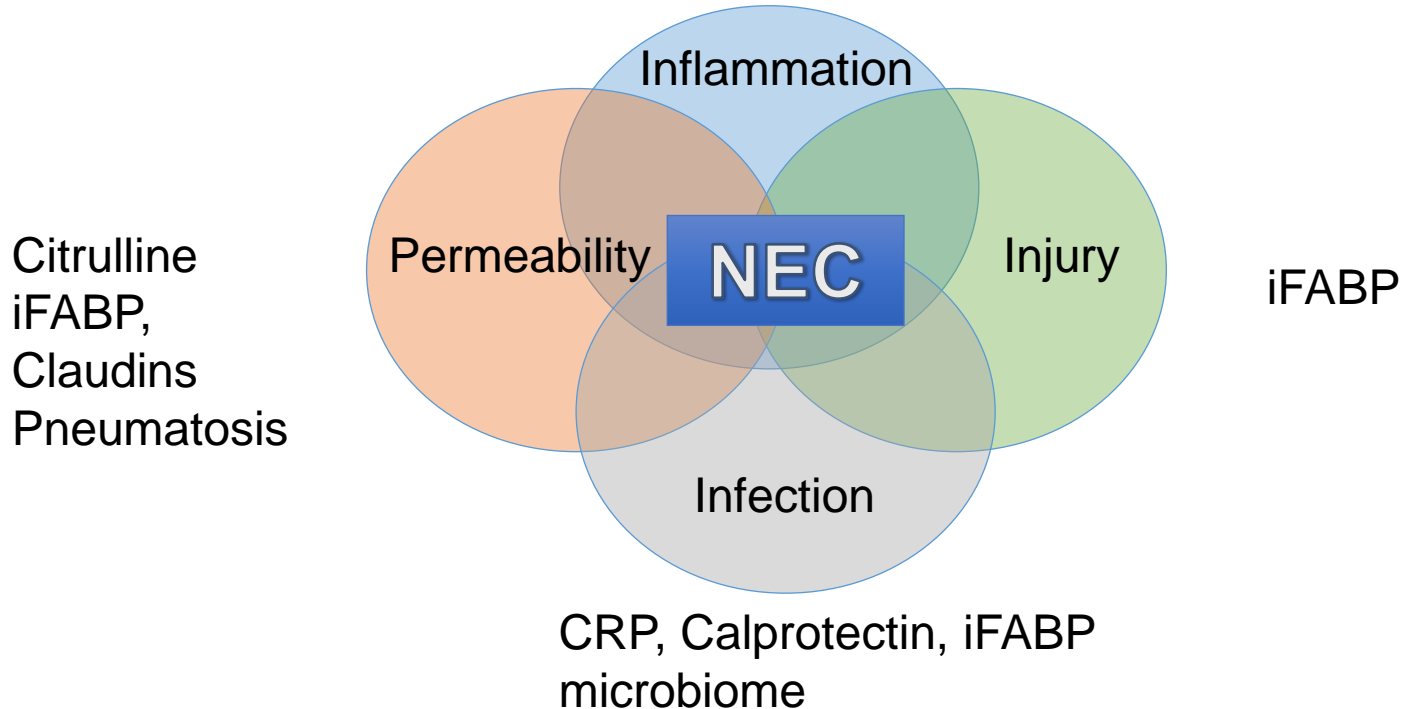 Inflammation
Permeability
NEC
Injury
Citrulline
iFABP,
Claudins
Pneumatosis
iFABP
Infection
CRP, Calprotectin, iFABP
microbiome